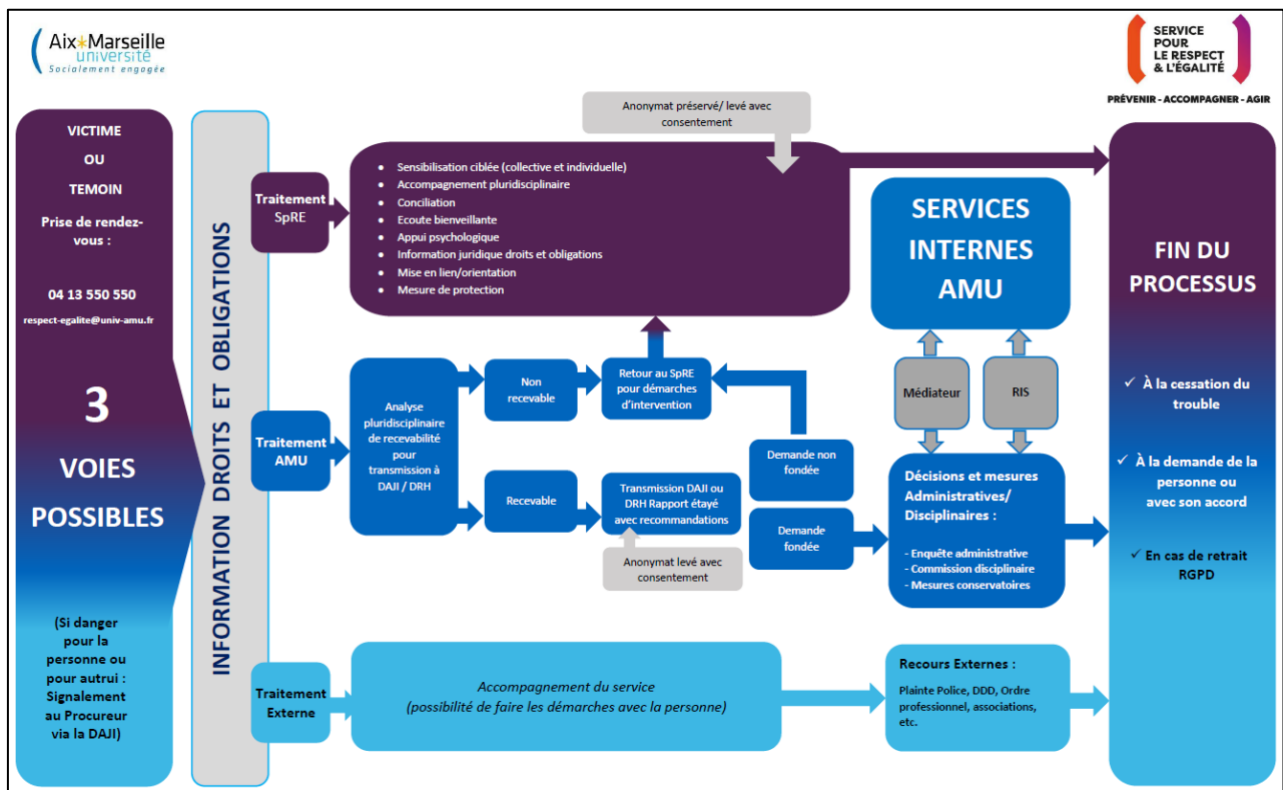 Aix*Marseille
université
Socialement engagée
SERVICE
POUR
LE RESPECT
& L'ÉGALITÉ
PRÉVENIR - ACCOMPAGNER - AGIR
VICTIME
OU
TEMOIN
Prise de rendez-
vous :
04 13 550 550
respect-egalite@univ-amu.fr
3
VOIES
POSSIBLES
(Si danger
pour la
personne ou
pour autrui :
Signalement
au Procureur
via la DAJI)
INFORMATION DROITS ET OBLIGATIONS
Traitement
SpRE
Anonymat préservé/ levé avec
consentement
• Sensibilisation ciblée (collective et individuelle)
• Accompagnement pluridisciplinaire
• Conciliation
• Ecoute bienveillante
• Appui psychologique
• Information juridique droits et obligations
• Mise en lien/orientation
• Mesure de protection
Traitement
AMU
Analyse
pluridisciplinaire
de recevabilité
pour
transmission à
DAJI / DRH
Non
recevable
Retour au SpRE
pour démarches
d'intervention
Recevable
Transmission DAJI ou
DRH Rapport étayé
avec recommandations
Anonymat levé avec
consentement
Demande non
fondée
Demande
fondée
SERVICES
INTERNES
AMU
Médiateur
RIS
Décisions et mesures
Administratives/
Disciplinaires :
- Enquête administrative
- Commission disciplinaire
- Mesures conservatoires
Traitement
Externe
Accompagnement du service
(possibilité de faire les démarches avec la personne)
Recours Externes :
Plainte Police, DDD, Ordre
professionnel, associations,
etc.
FIN DU
PROCESSUS
✓ À la cessation du
trouble
✓ À la demande de la
personne ou
avec son accord
✓ En cas de retrait
RGPD